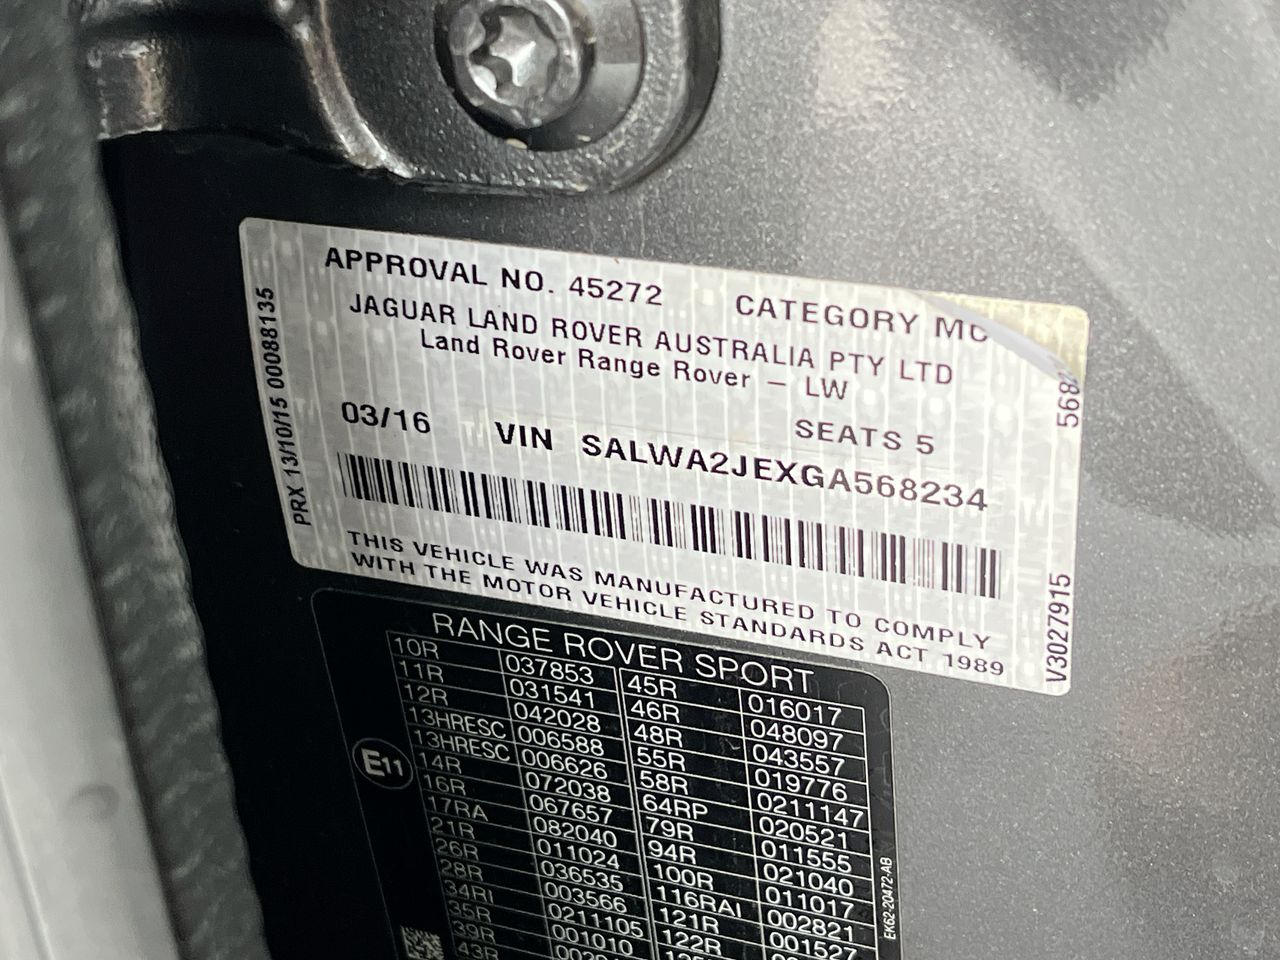 APPROVAL NO. 45272 CATEGORY MC
JAGUAR LAND ROVER AUSTRALIA PTY LTD
Land Rover Range Rover – LW
03/16 SEATS 5
VIN SALWA2JEXGA568234
THIS VEHICLE WAS MANUFACTURED TO COMPLY
WITH THE MOTOR VEHICLE STANDARDS ACT 1989
PRX 13/10/15 00088135
V3027915
RANGE ROVER SPORT
E11
10R 037853 45R 016017
11R 031541 46R 048097
12R 042028 48R 043557
13HRESC 006588 55R 019776
13HRESC 006626 58R 0211147
14R 072038 64RP 020521
16R 067657 79R 011555
17RA 082040 94R 021040
21R 011024 100R 011017
26R 036535 116RAI 002821
28R 003566 121R 001527
34RI 0211105 122R
35R 001010
39R
43R
EK62-20472-AB